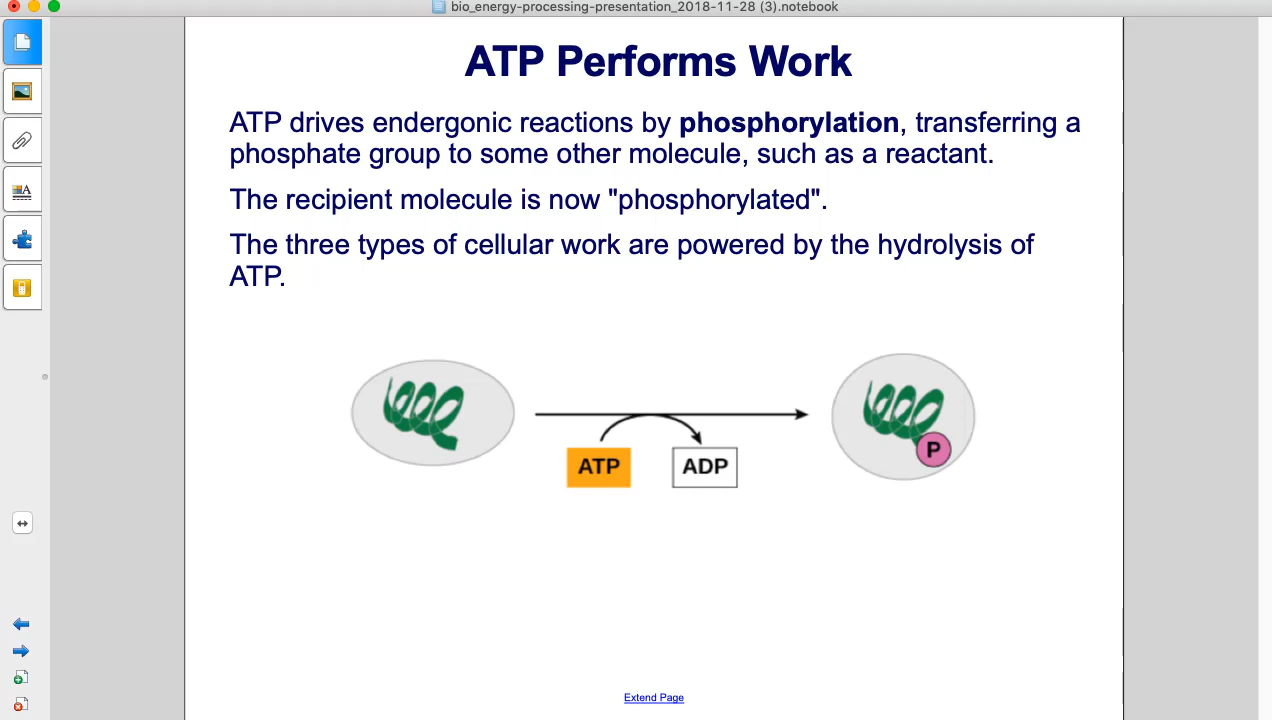 bio_energy-processing-presentation_2018-11-28 (3).notebook
ATP Performs Work
ATP drives endergonic reactions by phosphorylation, transferring a
phosphate group to some other molecule, such as a reactant.
The recipient molecule is now "phosphorylated".
The three types of cellular work are powered by the hydrolysis of
ATP.
P
ATP
ADP
Extend Page